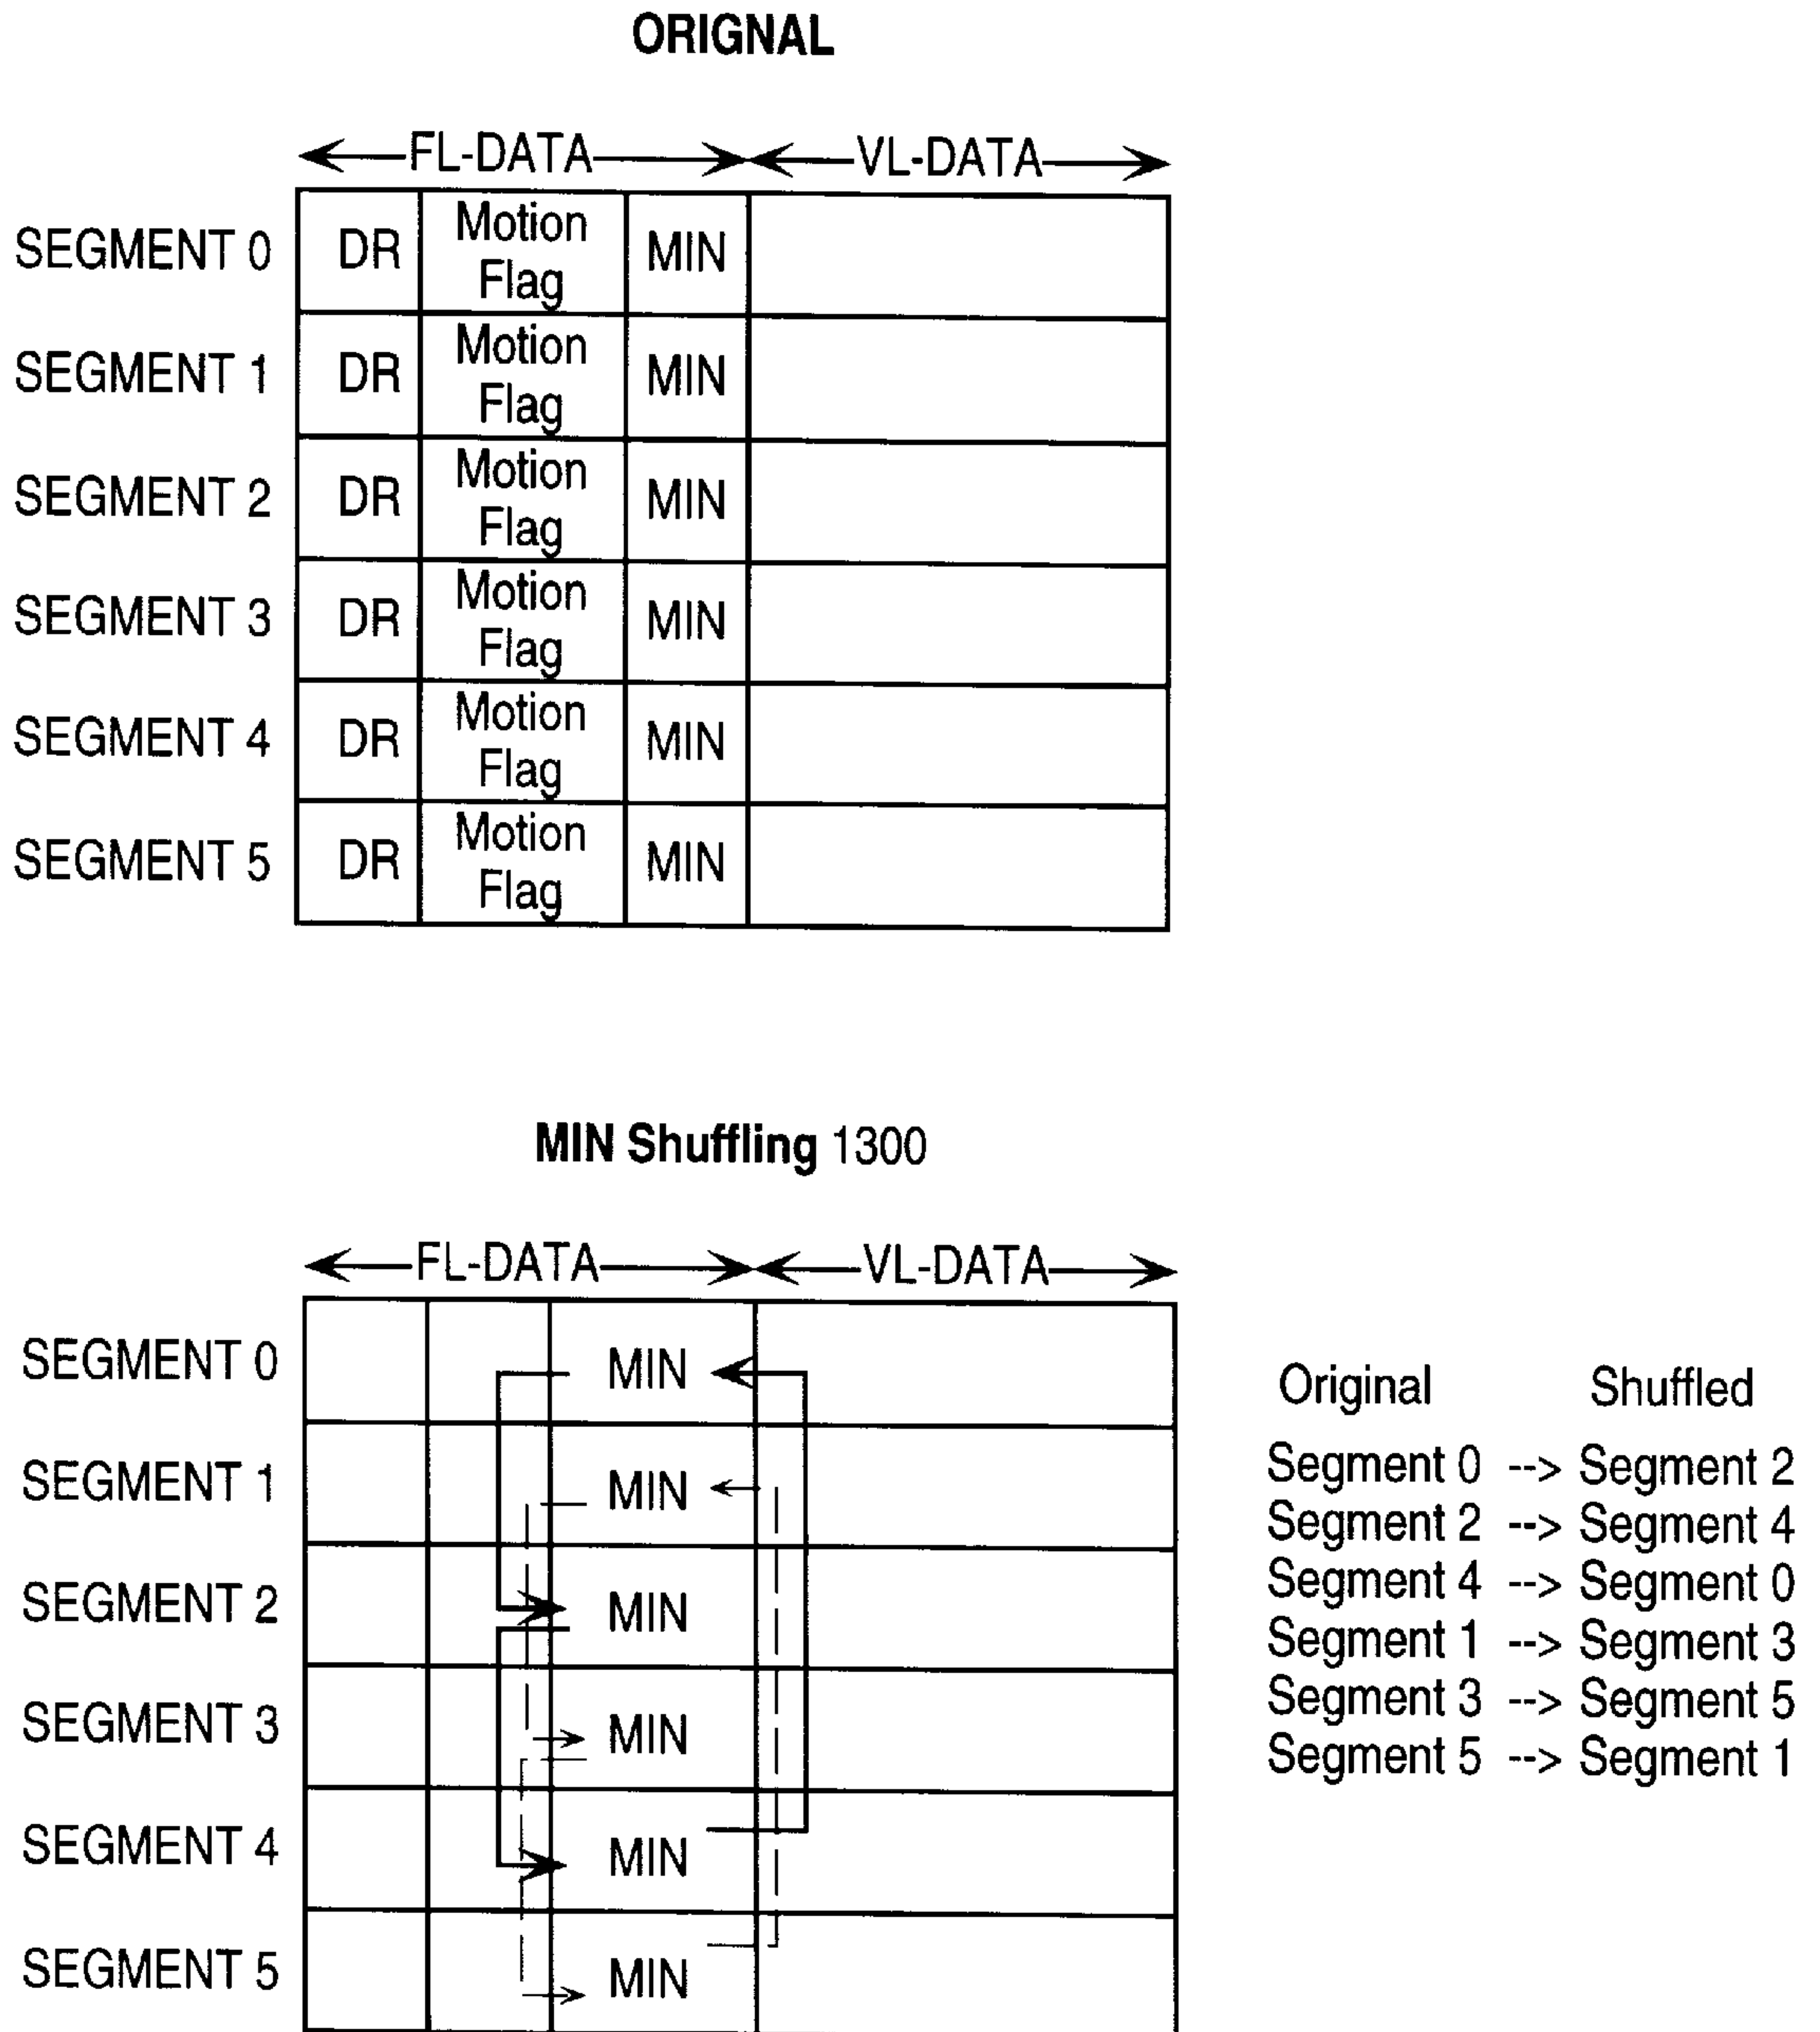 ORIGNAL
FL-DATA VL-DATA
SEGMENT 0 DR Motion Flag MIN
SEGMENT 1 DR Motion Flag MIN
SEGMENT 2 DR Motion Flag MIN
SEGMENT 3 DR Motion Flag MIN
SEGMENT 4 DR Motion Flag MIN
SEGMENT 5 DR Motion Flag MIN
MIN Shuffling 1300
FL-DATA VL-DATA
SEGMENT 0 MIN
SEGMENT 1 MIN
SEGMENT 2 MIN
SEGMENT 3 MIN
SEGMENT 4 MIN
SEGMENT 5 MIN
Original Shuffled
Segment 0 --> Segment 2
Segment 2 --> Segment 4
Segment 4 --> Segment 0
Segment 1 --> Segment 3
Segment 3 --> Segment 5
Segment 5 --> Segment 1